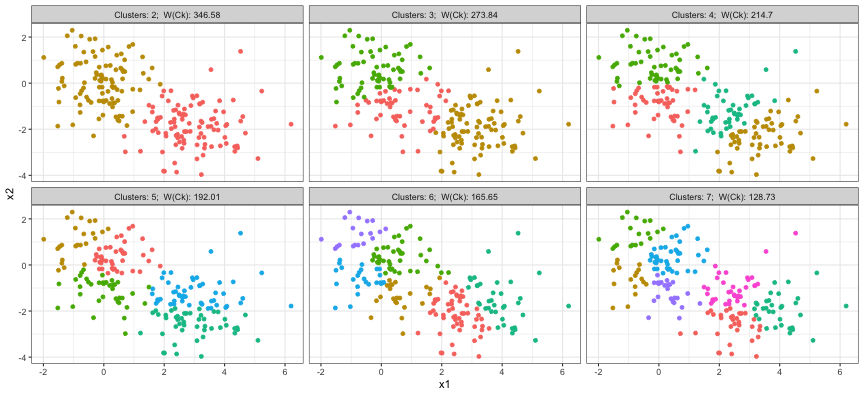 Clusters: 2;  W(Ck): 346.58
Clusters: 3;  W(Ck): 273.84
Clusters: 4;  W(Ck): 214.7
2
0
-2
-4
Clusters: 5;  W(Ck): 192.01
Clusters: 6;  W(Ck): 165.65
Clusters: 7;  W(Ck): 128.73
2
0
-2
-4
-2 0 2 4 6
-2 0 2 4 6
-2 0 2 4 6
x1
x2